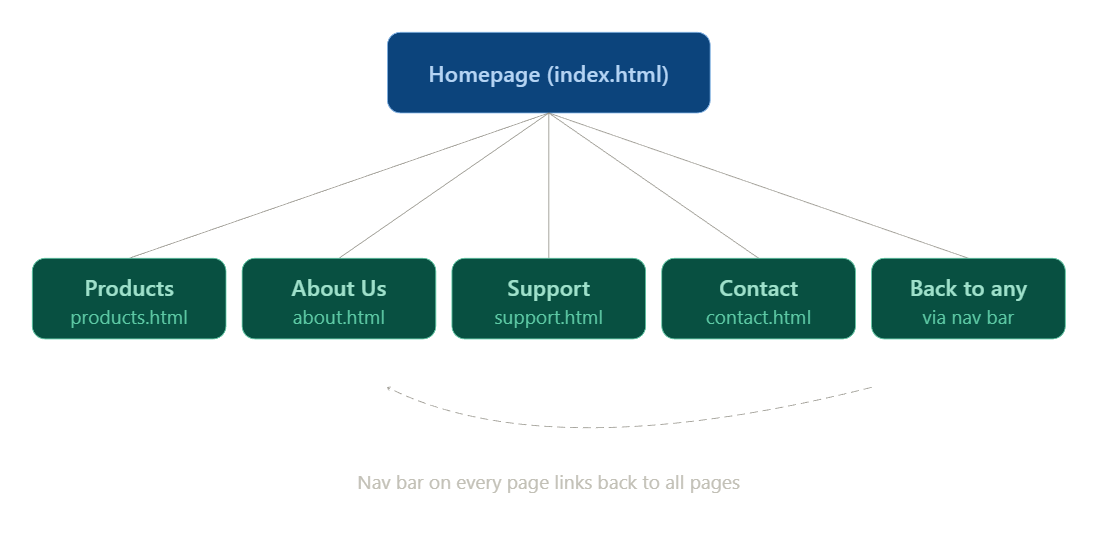 Homepage (index.html)
Products
products.html
About Us
about.html
Support
support.html
Contact
contact.html
Back to any
via nav bar
Nav bar on every page links back to all pages